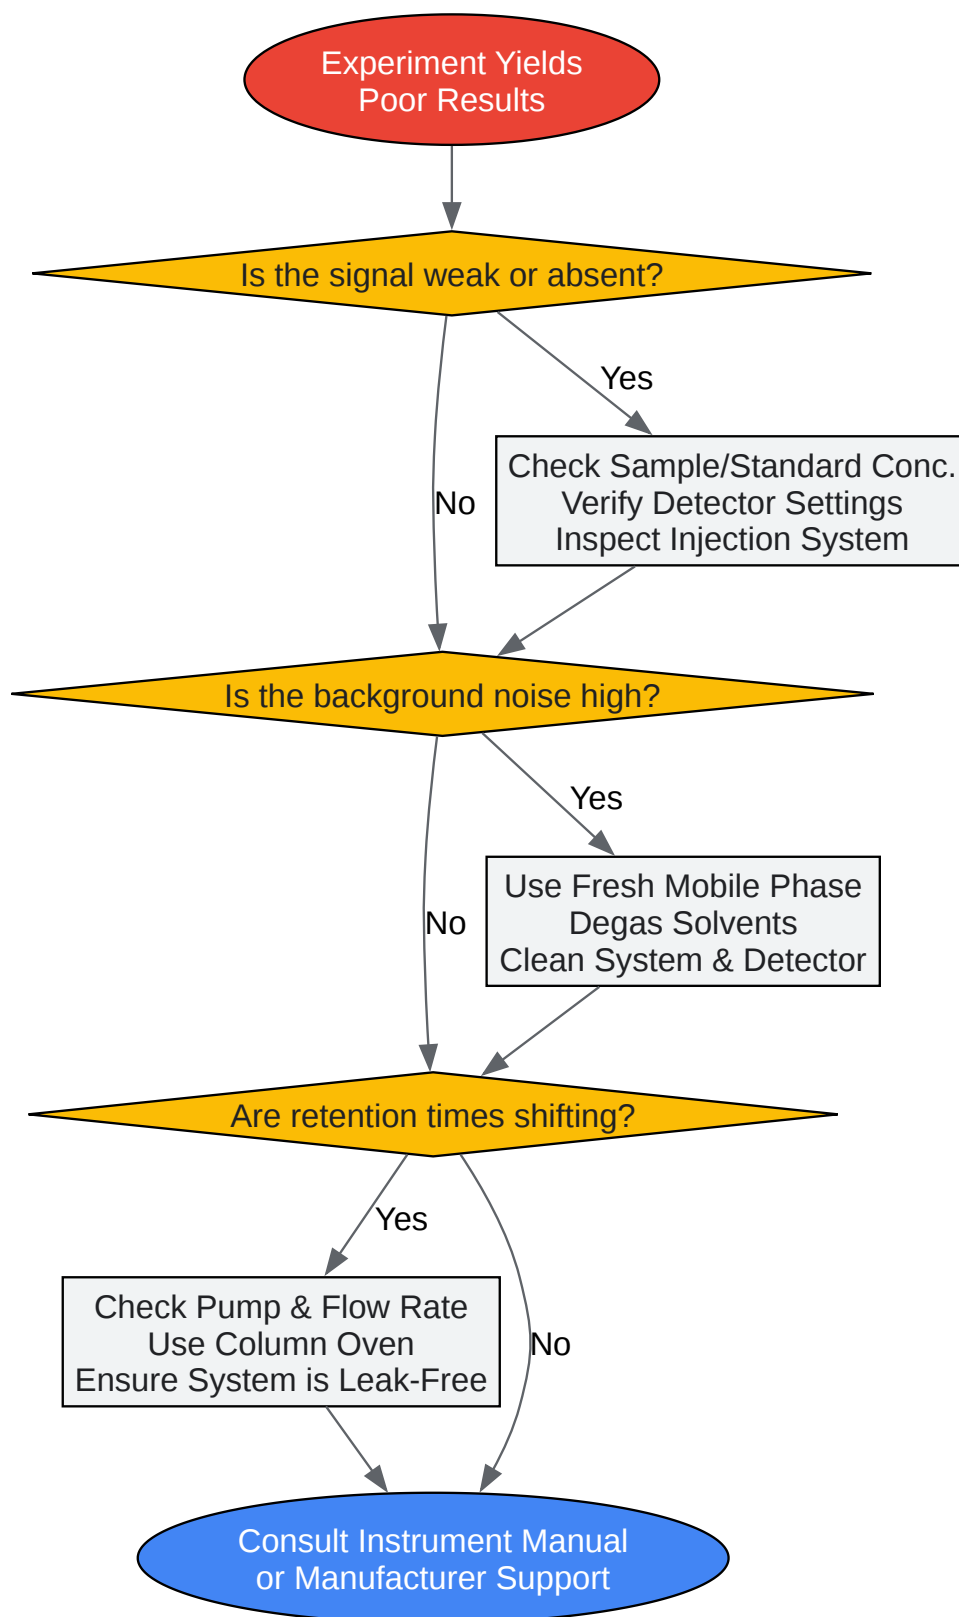 Experiment Yields
Poor Results
Is the signal weak or absent?
Yes
Check Sample/Standard Conc.
Verify Detector Settings
Inspect Injection System
No
Is the background noise high?
Yes
Use Fresh Mobile Phase
Degas Solvents
Clean System & Detector
No
Are retention times shifting?
Yes
Check Pump & Flow Rate
Use Column Oven
Ensure System is Leak-Free
No
Consult Instrument Manual
or Manufacturer Support